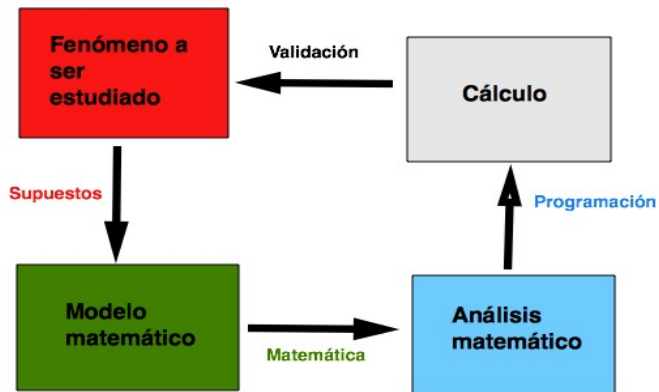 Fenómeno a
ser
estudiado
Validación
Cálculo
Supuestos
Programación
Modelo
matemático
Matemática
Análisis
matemático